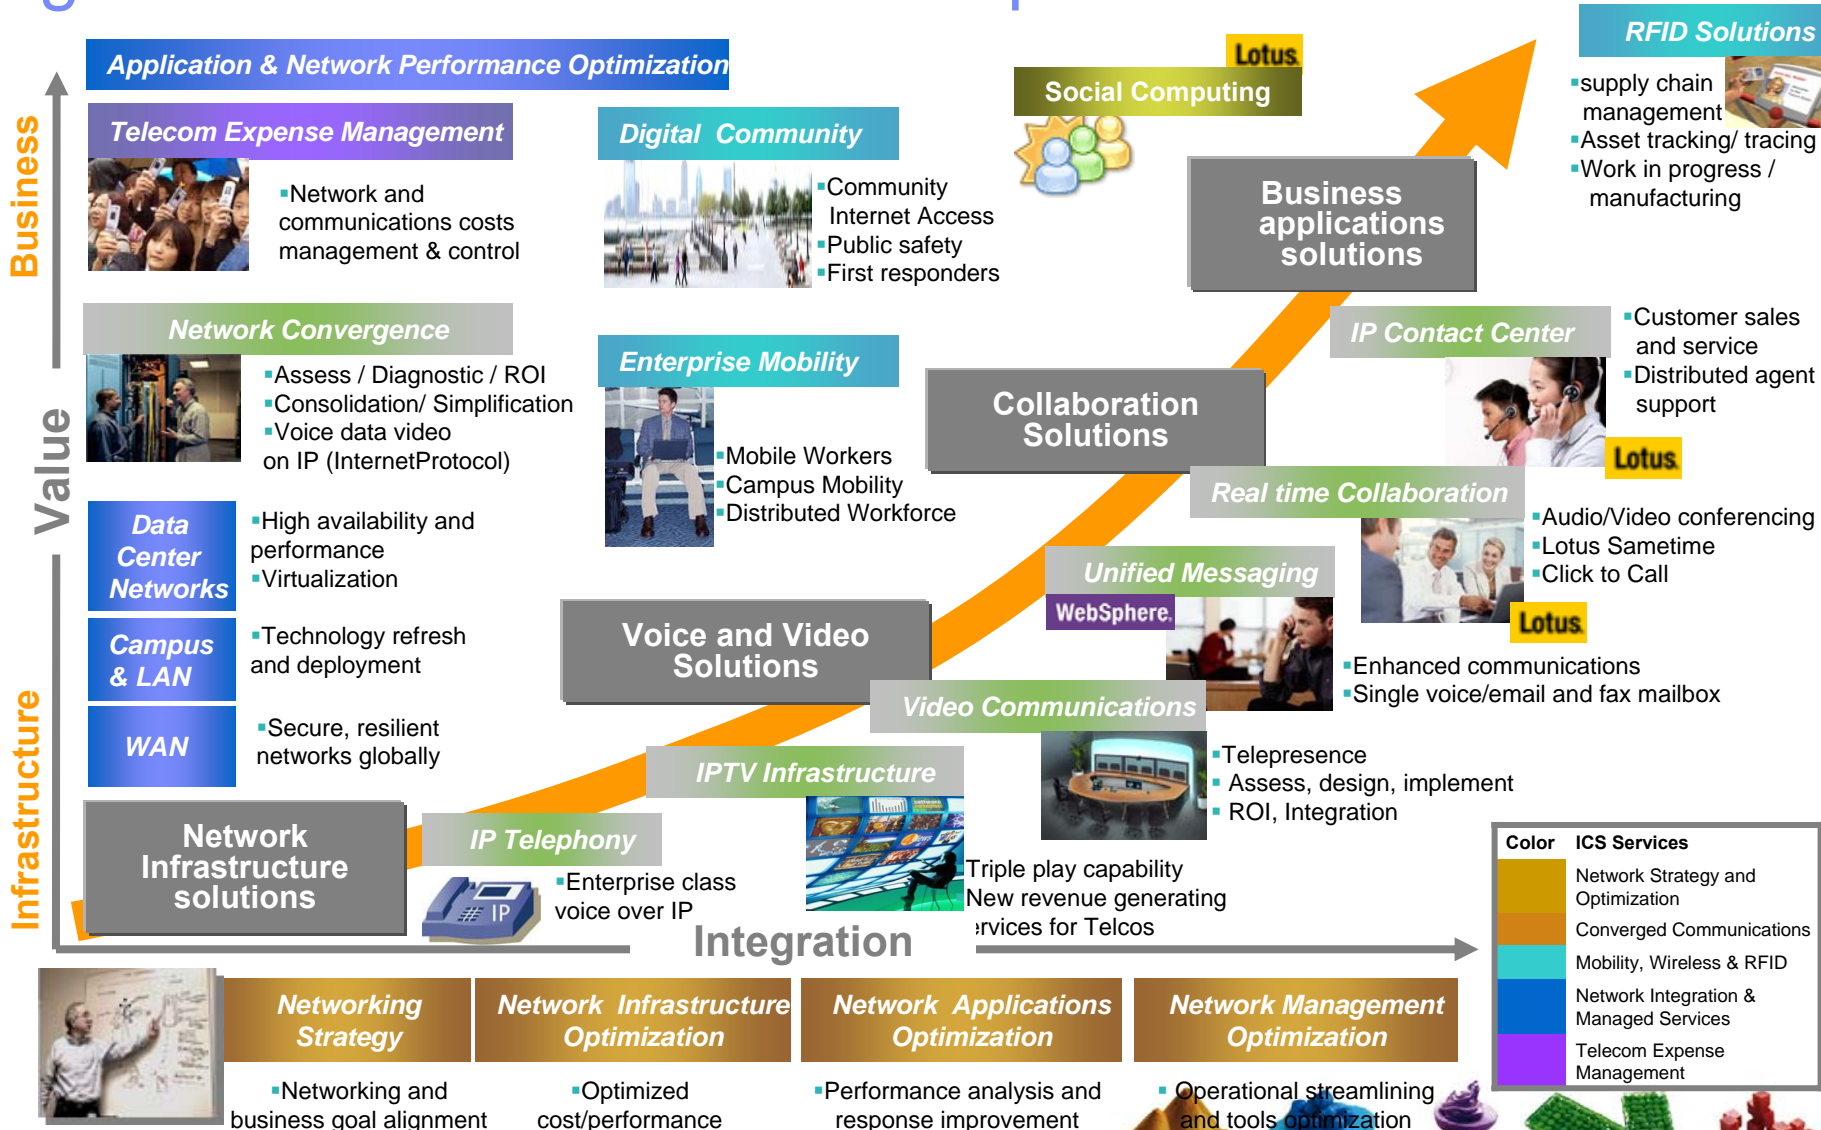 Application & Network Performance Optimization
Telecom Expense Management
▪Network and
communications costs
management & control
Digital Community
▪Community
Internet Access
▪Public safety
▪First responders
Lotus.
Social Computing
RFID Solutions
▪supply chain
management
▪Asset tracking/ tracing
▪Work in progress /
manufacturing
Business
applications
solutions
Business
Value
Infrastructure
Network Convergence
▪Assess / Diagnostic / ROI
▪Consolidation/ Simplification
▪Voice data video
on IP (InternetProtocol)
Enterprise Mobility
▪Mobile Workers
▪Campus Mobility
▪Distributed Workforce
Collaboration
Solutions
IP Contact Center
▪Customer sales
and service
▪Distributed agent
support
Lotus.
Real time Collaboration
▪Audio/Video conferencing
▪Lotus Sametime
▪Click to Call
Lotus.
Data
Center
Networks
▪High availability and
performance
▪Virtualization
Unified Messaging
WebSphere.
▪Enhanced communications
▪Single voice/email and fax mailbox
Campus
& LAN
▪Technology refresh
and deployment
Voice and Video
Solutions
Video Communications
▪Telepresence
▪ Assess, design, implement
▪ ROI, Integration
WAN
▪Secure, resilient
networks globally
IPTV Infrastructure
Triple play capability
New revenue generating
ervices for Telcos
Network
Infrastructure
solutions
IP Telephony
IP
▪Enterprise class
voice over IP
Integration
Color ICS Services
Network Strategy and
Optimization
Converged Communications
Mobility, Wireless & RFID
Network Integration &
Managed Services
Telecom Expense
Management
Networking
Strategy
▪Networking and
business goal alignment
Network Infrastructure
Optimization
▪Optimized
cost/performance
Network Applications
Optimization
▪Performance analysis and
response improvement
Network Management
Optimization
▪ Operational streamlining
and tools optimization